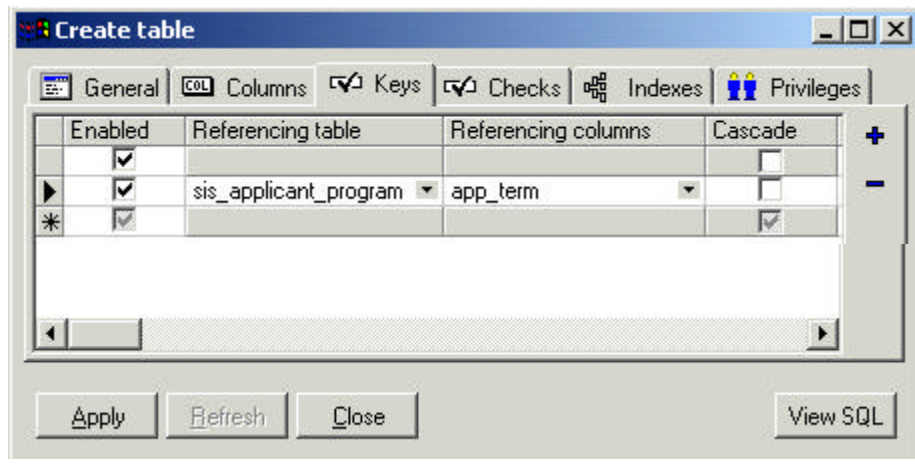 Create table
General COL Columns Keys Checks Indexes Privileges
Enabled Referencing table Referencing columns Cascade
sis_applicant_program app_term
Apply Refresh Close View SQL